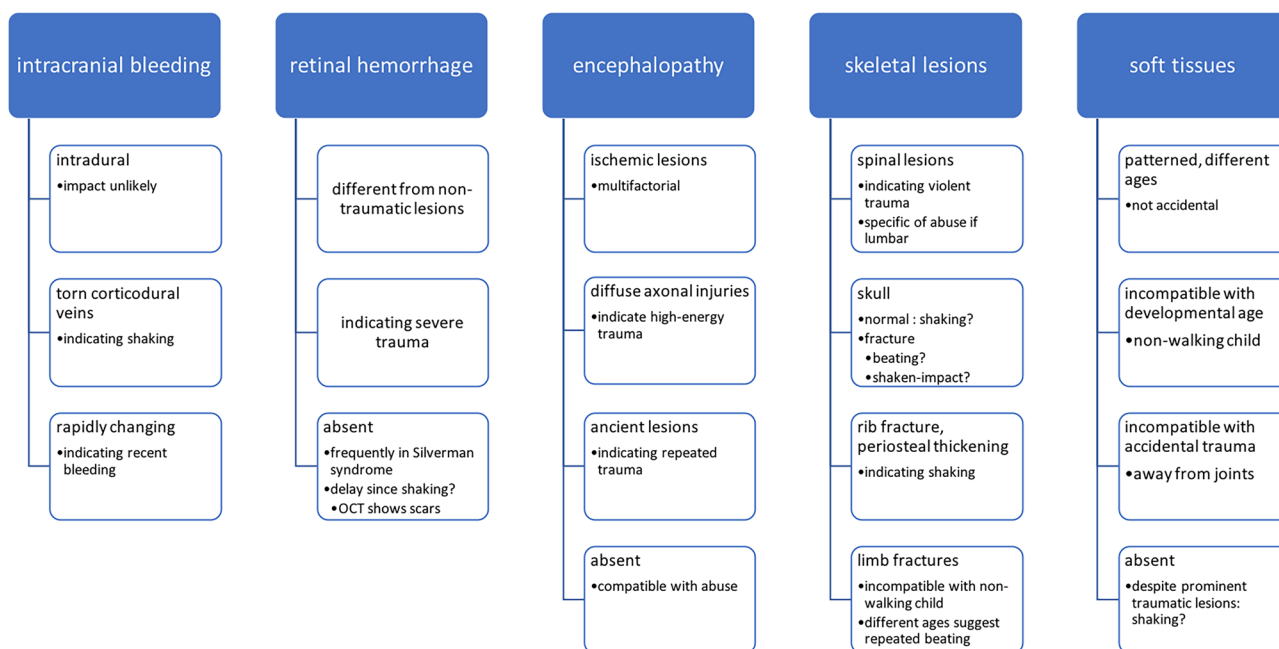 intracranial bleeding
intradural
•impact unlikely
torn corticodural
veins
•indicating shaking
rapidly changing
•indicating recent
bleeding
retinal hemorrhage
different from non-
traumatic lesions
indicating severe
trauma
absent
•frequently in Silverman
syndrome
•delay since shaking?
•OCT shows scars
encephalopathy
ischemic lesions
•multifactorial
diffuse axonal injuries
•indicate high-energy
trauma
ancient lesions
•indicating repeated
trauma
absent
•compatible with abuse
skeletal lesions
spinal lesions
•indicating violent
trauma
•specific of abuse if
lumbar
skull
•normal : shaking?
•fracture
•beating?
•shaken-impact?
rib fracture,
periosteal thickening
•indicating shaking
limb fractures
•incompatible with non-
walking child
•different ages suggest
repeated beating
soft tissues
patterned, different
ages
•not accidental
incompatible with
developmental age
•non-walking child
incompatible with
accidental trauma
•away from joints
absent
•despite prominent
traumatic lesions:
shaking?